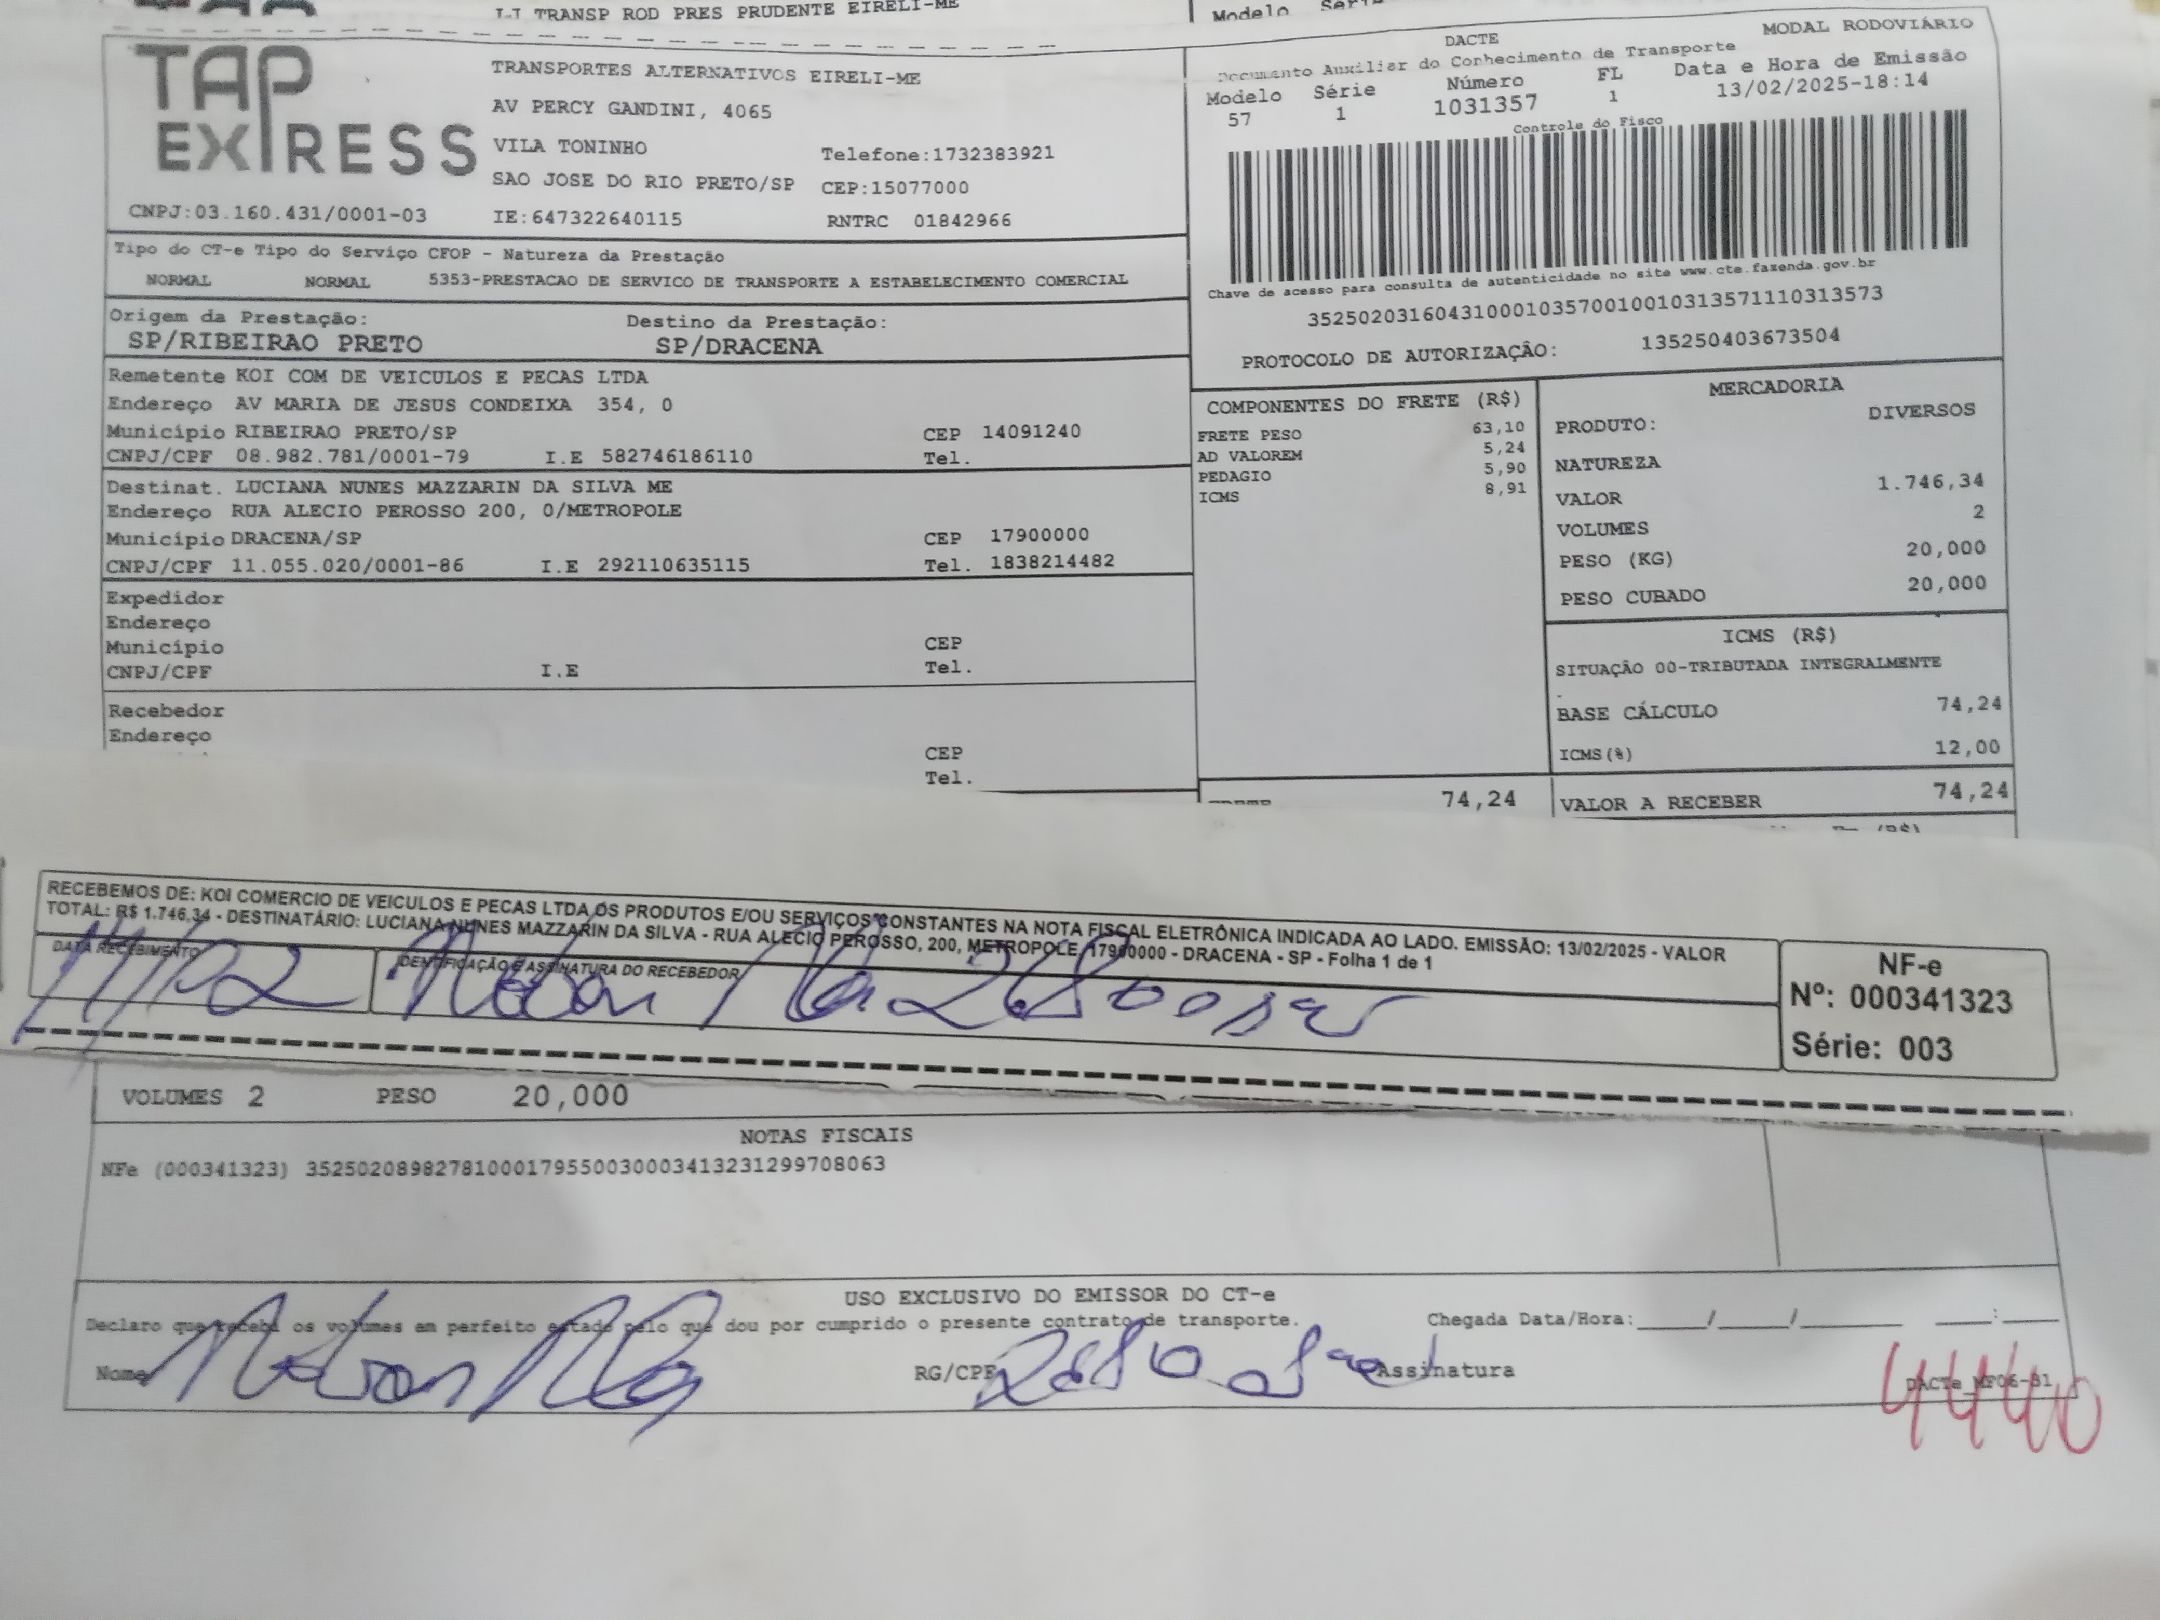 LJ TRANSP ROD PRES PRUDENTE EIRELI-ME
Modelo Série
TAP EXPRESS
TRANSPORTES ALTERNATIVOS EIRELI-ME
AV PERCY GANDINI, 4065
VILA TONINHO Telefone:1732383921
SAO JOSE DO RIO PRETO/SP CEP:15077000
CNPJ:03.160.431/0001-03 IE:647322640115 RNTRC 01842966
DACTE MODAL RODOVIÁRIO
Documento Auxiliar do Conhecimento de Transporte
Modelo Série Número FL Data e Hora de Emissão
57 1 1031357 1 13/02/2025-18:14
Controle do Fisco
Chave de acesso para consulta de autenticidade no site www.cte.fazenda.gov.br
35250203160431000103570010010313571110313573
PROTOCOLO DE AUTORIZAÇÃO: 135250403673504
Tipo do CT-e Tipo do Serviço CFOP - Natureza da Prestação
NORMAL NORMAL 5353-PRESTACAO DE SERVICO DE TRANSPORTE A ESTABELECIMENTO COMERCIAL
Origem da Prestação: Destino da Prestação:
SP/RIBEIRAO PRETO SP/DRACENA
Remetente KOI COM DE VEICULOS E PECAS LTDA
Endereço AV MARIA DE JESUS CONDEIXA 354, 0
Município RIBEIRAO PRETO/SP CEP 14091240
CNPJ/CPF 08.982.781/0001-79 I.E 582746186110 Tel.
Destinat. LUCIANA NUNES MAZZARIN DA SILVA ME
Endereço RUA ALECIO PEROSSO 200, 0/METROPOLE
Município DRACENA/SP CEP 17900000
CNPJ/CPF 11.055.020/0001-86 I.E 292110635115 Tel. 1838214482
Expedidor
Endereço
Município CEP
CNPJ/CPF I.E Tel.
Recebedor
Endereço
CEP
Tel.
COMPONENTES DO FRETE (R$)
FRETE PESO 63,10
AD VALOREM 5,24
PEDAGIO 5,90
ICMS 8,91
74,24
MERCADORIA
PRODUTO: DIVERSOS
NATUREZA
VALOR 1.746,34
VOLUMES 2
PESO (KG) 20,000
PESO CUBADO 20,000
ICMS (R$)
SITUAÇÃO 00-TRIBUTADA INTEGRALMENTE
BASE CÁLCULO 74,24
ICMS(%) 12,00
VALOR A RECEBER 74,24
RECEBEMOS DE: KOI COMERCIO DE VEICULOS E PECAS LTDA OS PRODUTOS E/OU SERVIÇOS CONSTANTES NA NOTA FISCAL ELETRÔNICA INDICADA AO LADO. EMISSÃO: 13/02/2025 - VALOR
TOTAL: R$ 1.746,34 - DESTINATÁRIO: LUCIANA NUNES MAZZARIN DA SILVA - RUA ALECIO PEROSSO, 200, METROPOLE, 17900000 - DRACENA - SP - Folha 1 de 1
DATA RECEBIMENTO IDENTIFICAÇÃO E ASSINATURA DO RECEBEDOR
NF-e
Nº: 000341323
Série: 003
VOLUMES 2 PESO 20,000
NOTAS FISCAIS
NFe (000341323) 35250208982781000179550030003413231299708063
USO EXCLUSIVO DO EMISSOR DO CT-e
Declaro que recebi os volumes em perfeito estado pelo que dou por cumprido o presente contrato de transporte. Chegada Data/Hora:_____/_____/_______ ____:____
Nome RG/CPF Assinatura
4440